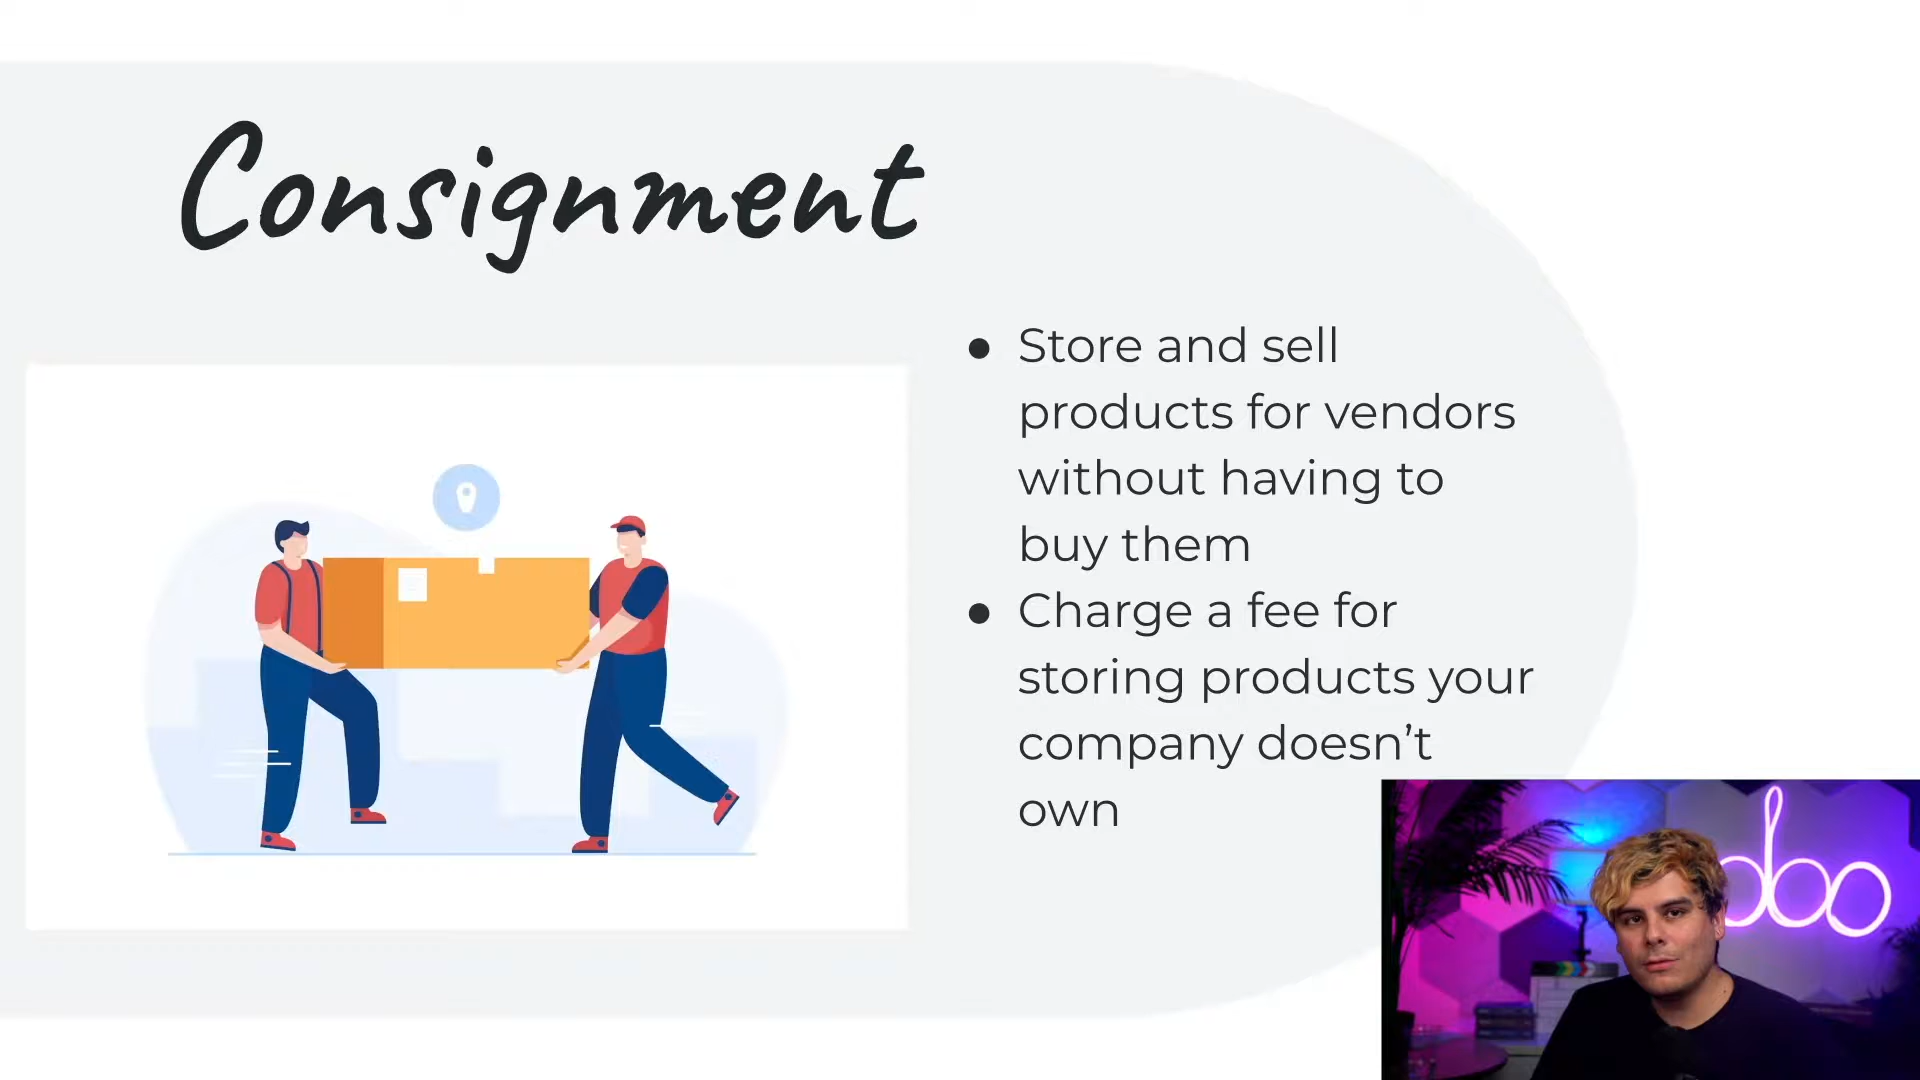 Consignment
● Store and sell
products for vendors
without having to
buy them
● Charge a fee for
storing products your
company doesn’t
own